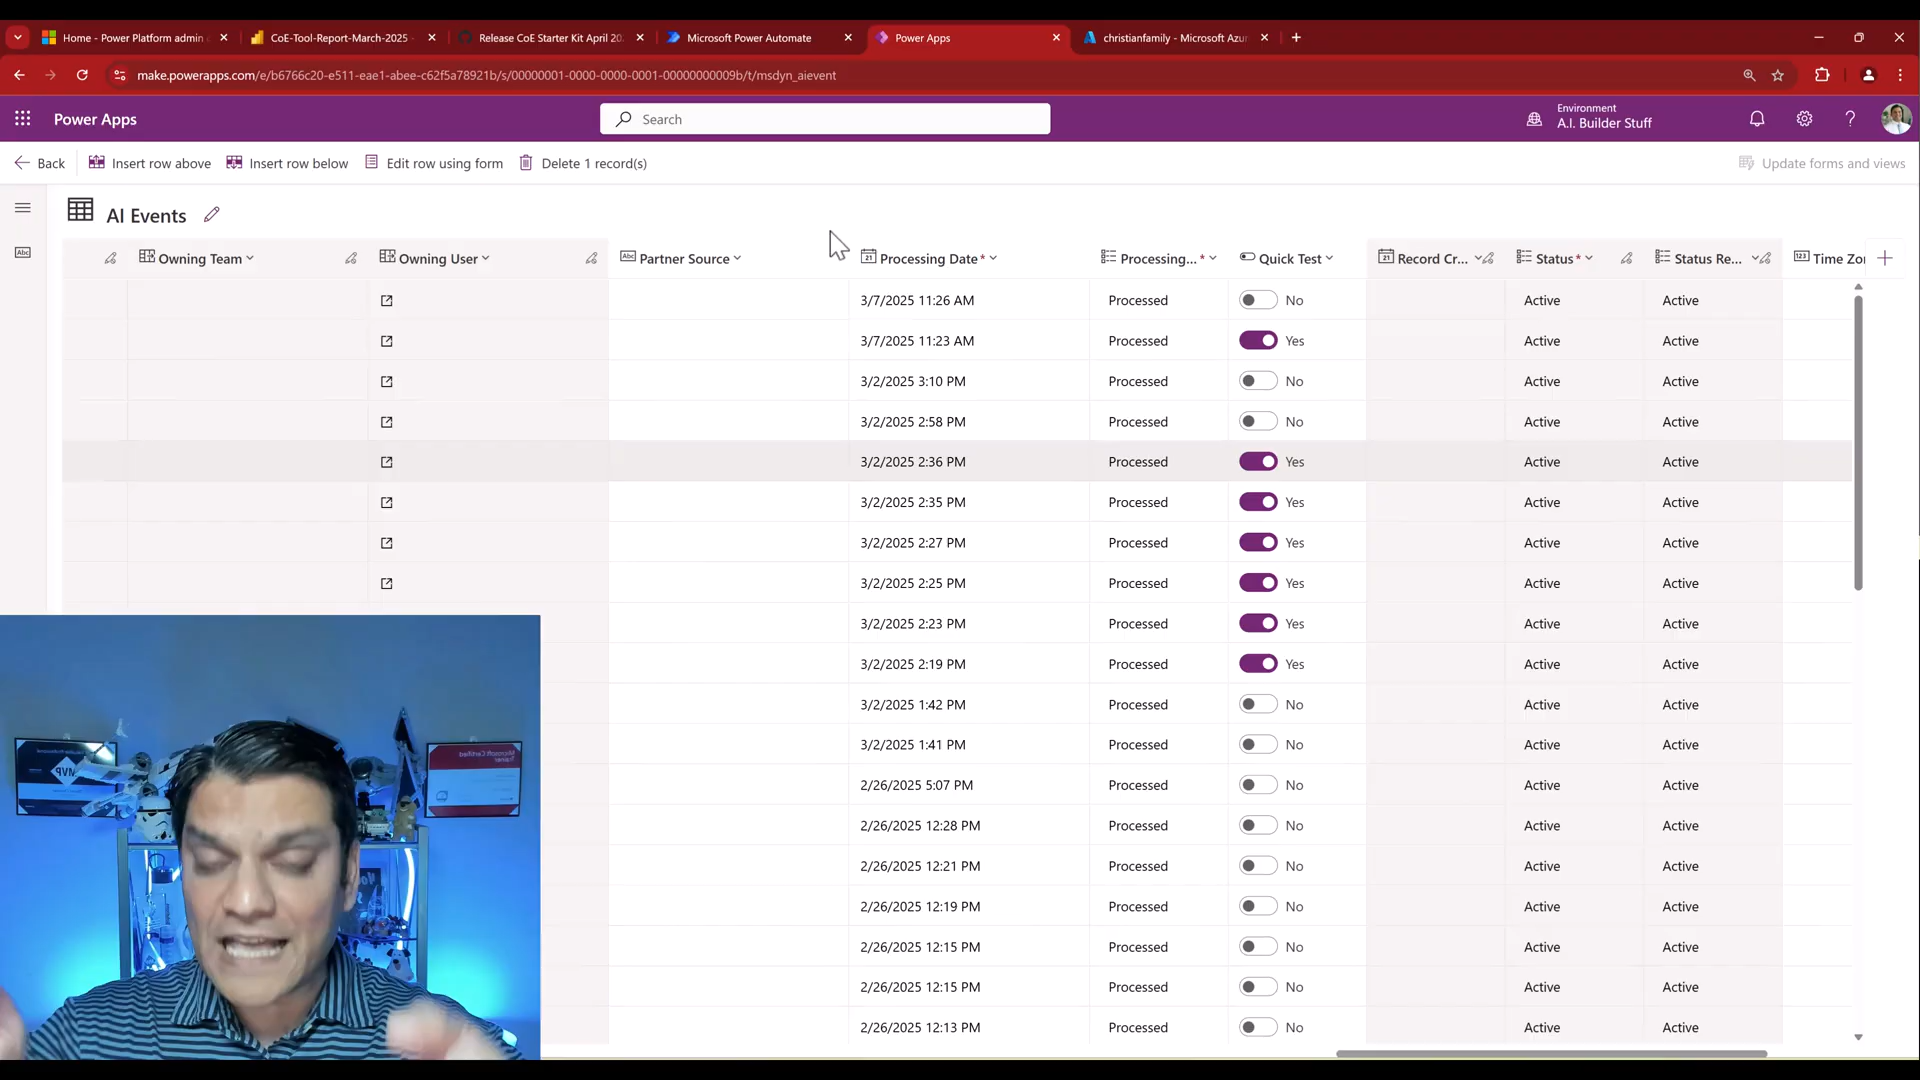 Home - Power Platform admin
CoE-Tool-Report-March-2025 -
Release CoE Starter Kit April 202
Microsoft Power Automate
Power Apps
christianfamily - Microsoft Azur
make.powerapps.com/e/b6766c20-e511-eae1-abee-c62f5a78921b/s/00000001-0000-0000-0001-00000000009b/t/msdyn_aievent
Power Apps
Search
Environment
A.I. Builder Stuff
Back
Insert row above
Insert row below
Edit row using form
Delete 1 record(s)
Update forms and views
AI Events
Owning Team
Owning User
Partner Source
Processing Date *
Processing... *
Quick Test
Record Cr...
Status *
Status Re...
Time Zo
3/7/2025 11:26 AM Processed No Active Active
3/7/2025 11:23 AM Processed Yes Active Active
3/2/2025 3:10 PM Processed No Active Active
3/2/2025 2:58 PM Processed No Active Active
3/2/2025 2:36 PM Processed Yes Active Active
3/2/2025 2:35 PM Processed Yes Active Active
3/2/2025 2:27 PM Processed Yes Active Active
3/2/2025 2:25 PM Processed Yes Active Active
3/2/2025 2:23 PM Processed Yes Active Active
3/2/2025 2:19 PM Processed Yes Active Active
3/2/2025 1:42 PM Processed No Active Active
3/2/2025 1:41 PM Processed No Active Active
2/26/2025 5:07 PM Processed No Active Active
2/26/2025 12:28 PM Processed No Active Active
2/26/2025 12:21 PM Processed No Active Active
2/26/2025 12:19 PM Processed No Active Active
2/26/2025 12:15 PM Processed No Active Active
2/26/2025 12:15 PM Processed No Active Active
2/26/2025 12:13 PM Processed No Active Active
MVP
Microsoft Certified
Trainer